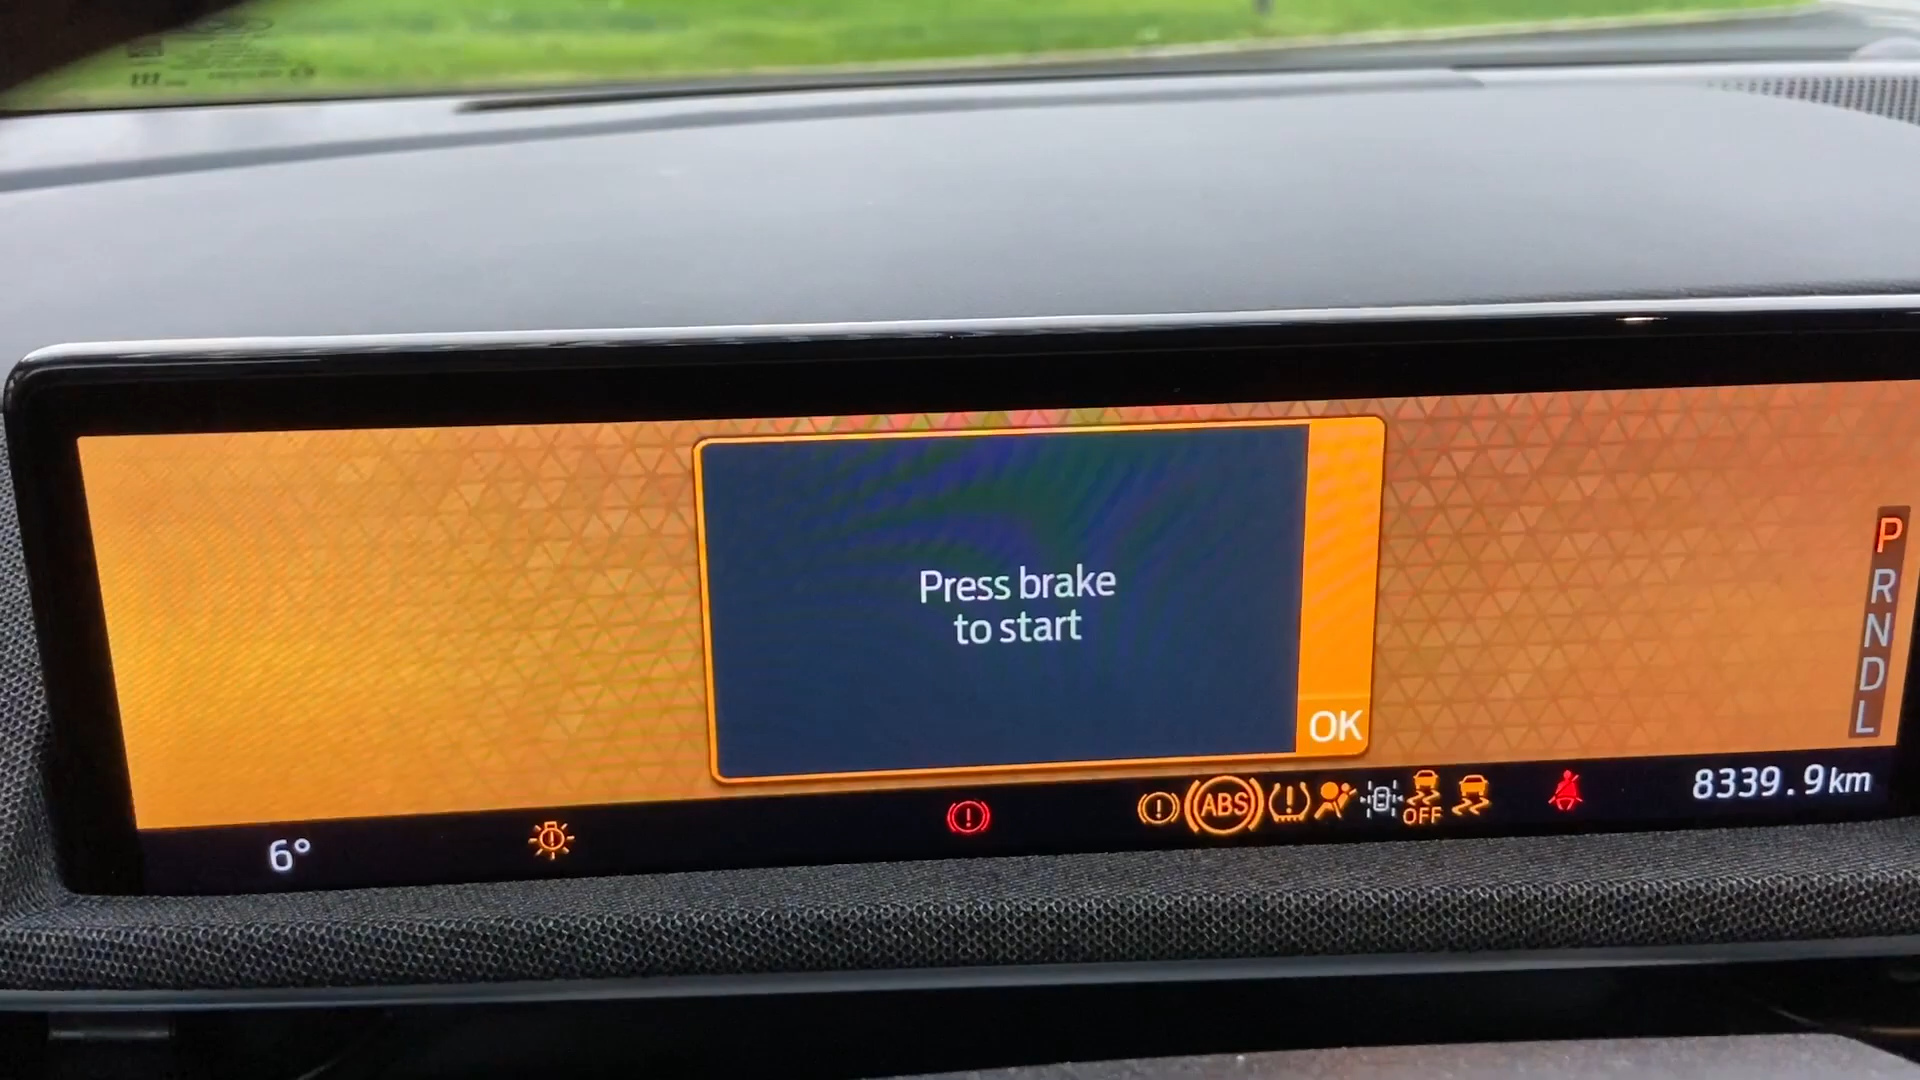 Press brake
to start
OK
P
R
N
D
L
6°
ABS
OFF
8339.9km